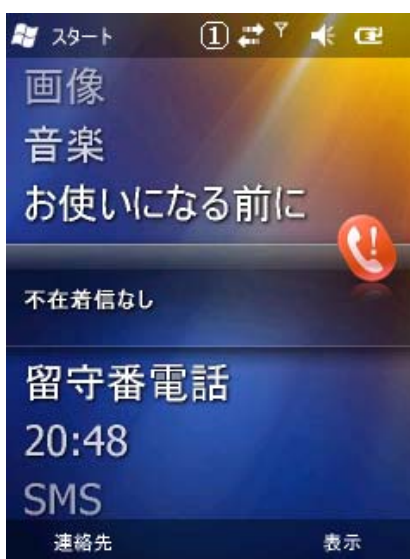 スタート 1
画像
音楽
お使いになる前に
不在着信なし
留守番電話
20:48
SMS
連絡先 表示